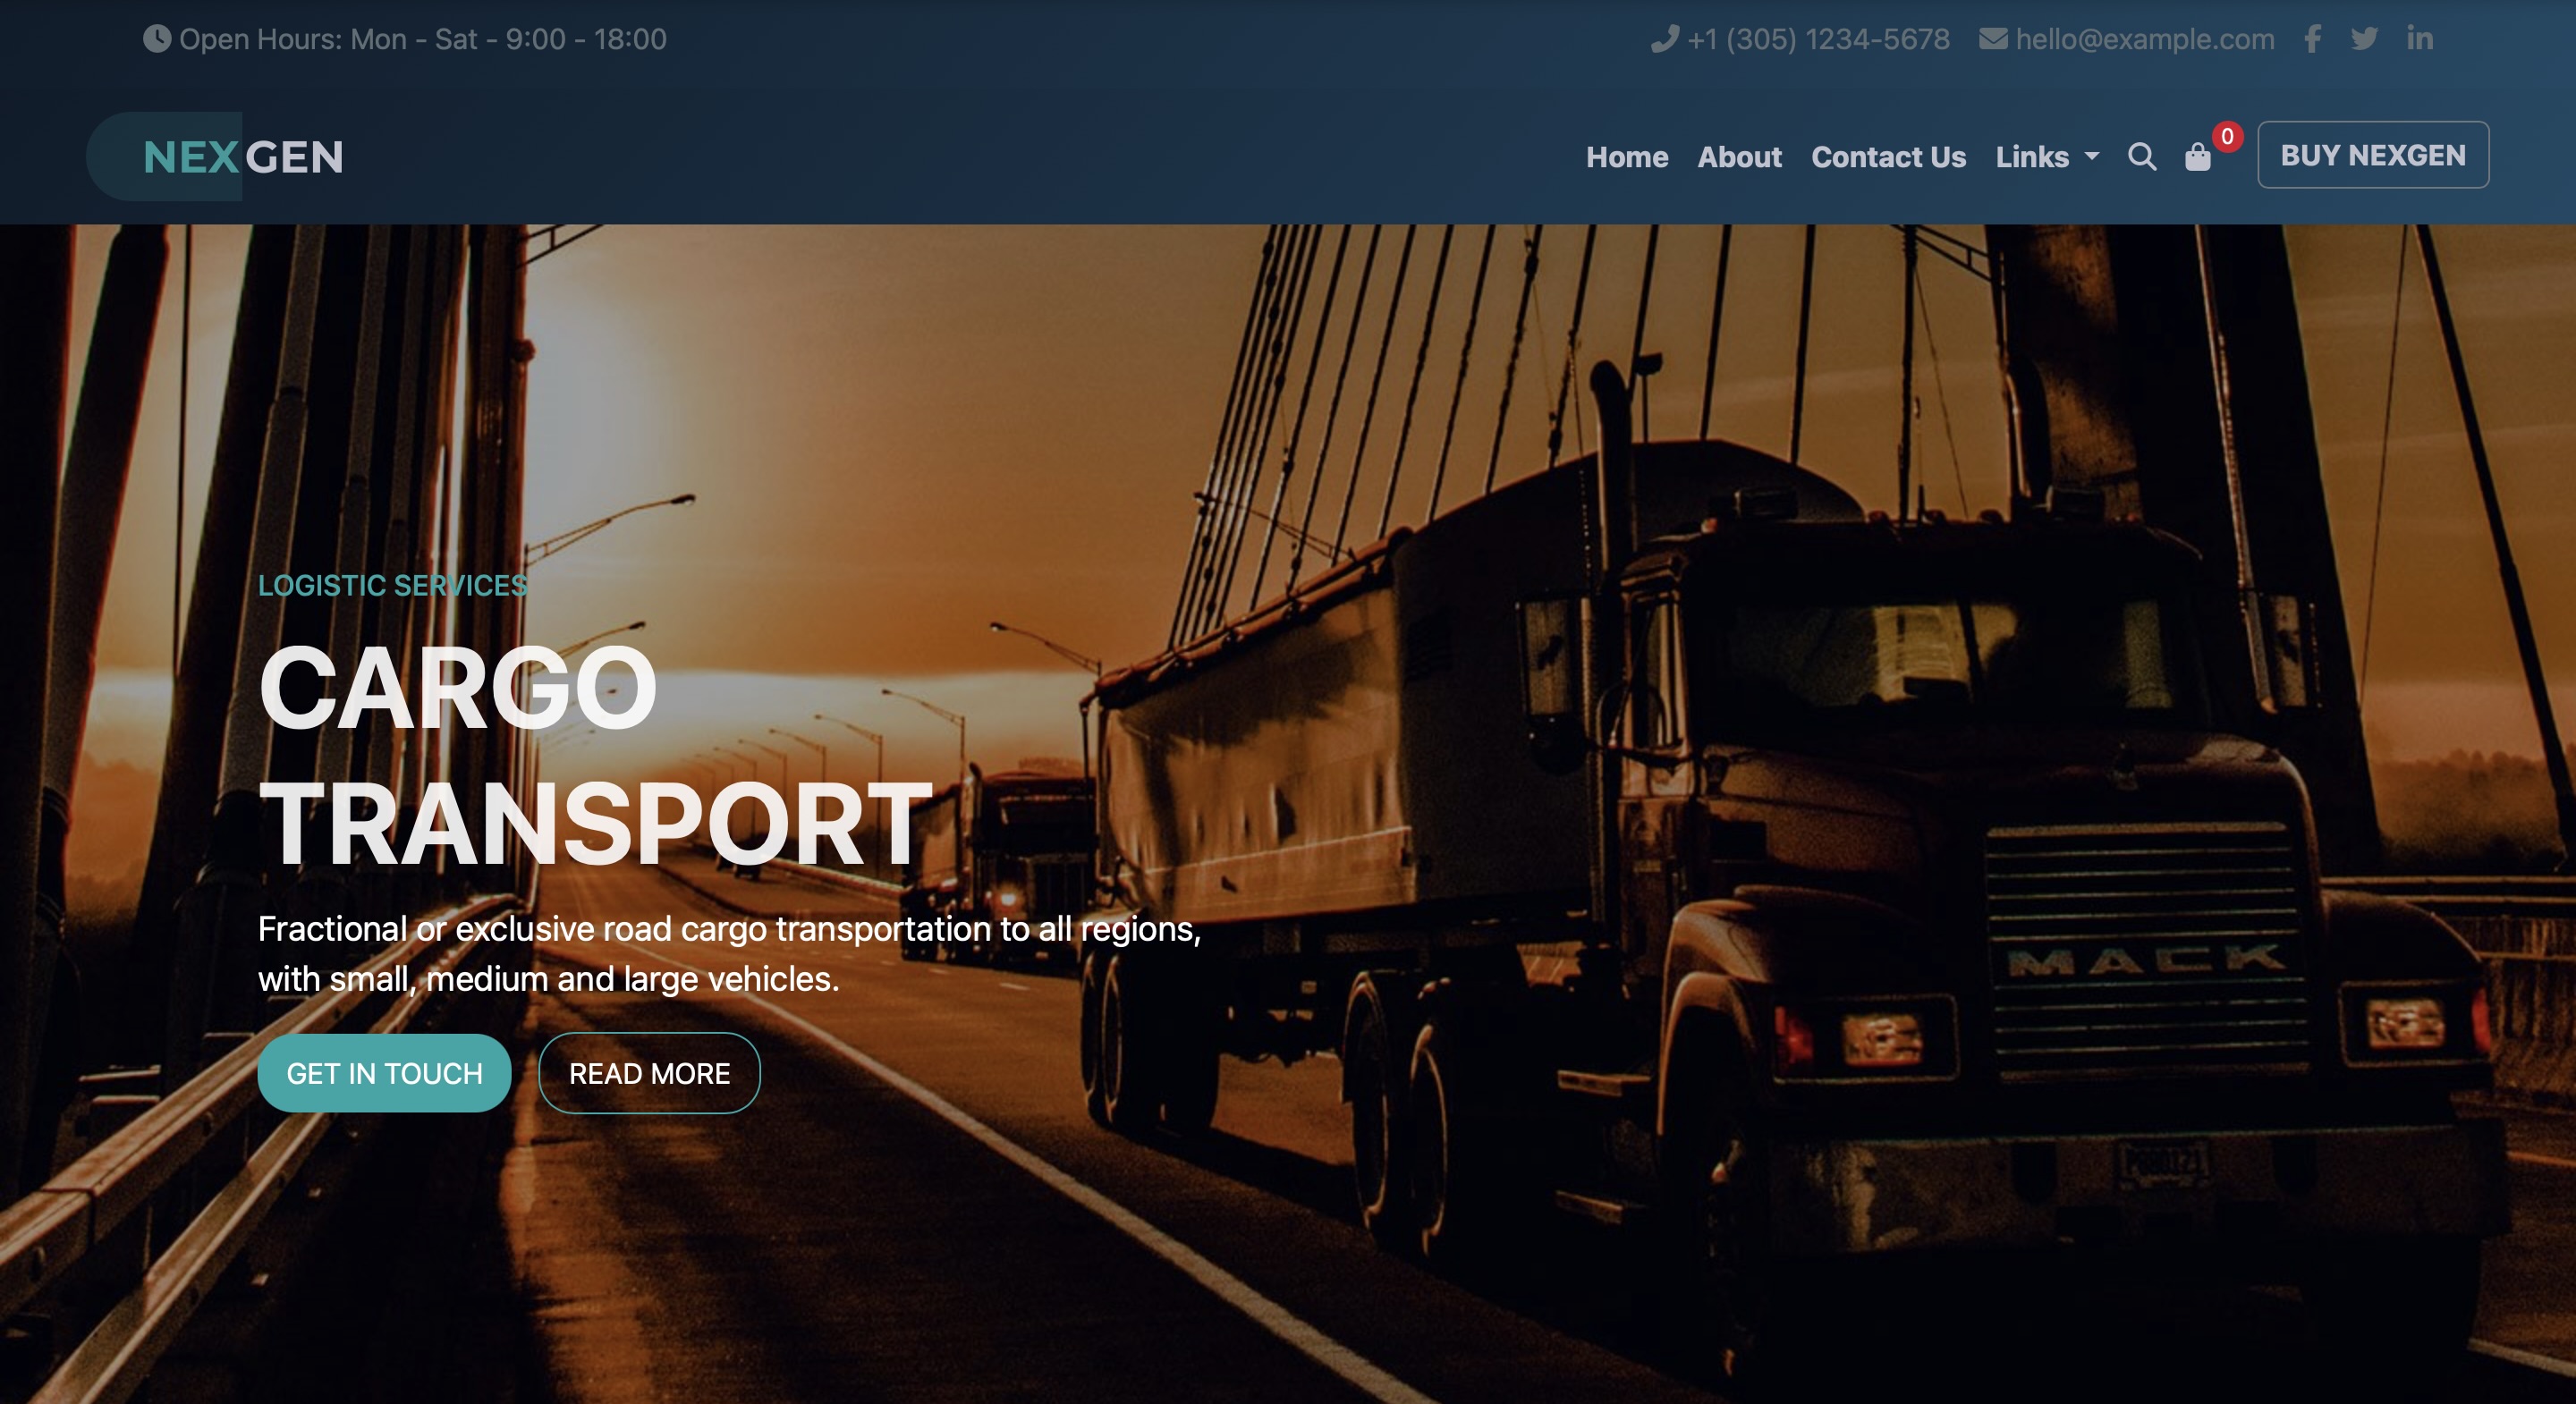 Open Hours: Mon - Sat - 9:00 - 18:00
+1 (305) 1234-5678 hello@example.com
NEXGEN
Home About Contact Us Links 0 BUY NEXGEN
LOGISTIC SERVICES
CARGO
TRANSPORT
Fractional or exclusive road cargo transportation to all regions,
with small, medium and large vehicles.
GET IN TOUCH READ MORE
MACK